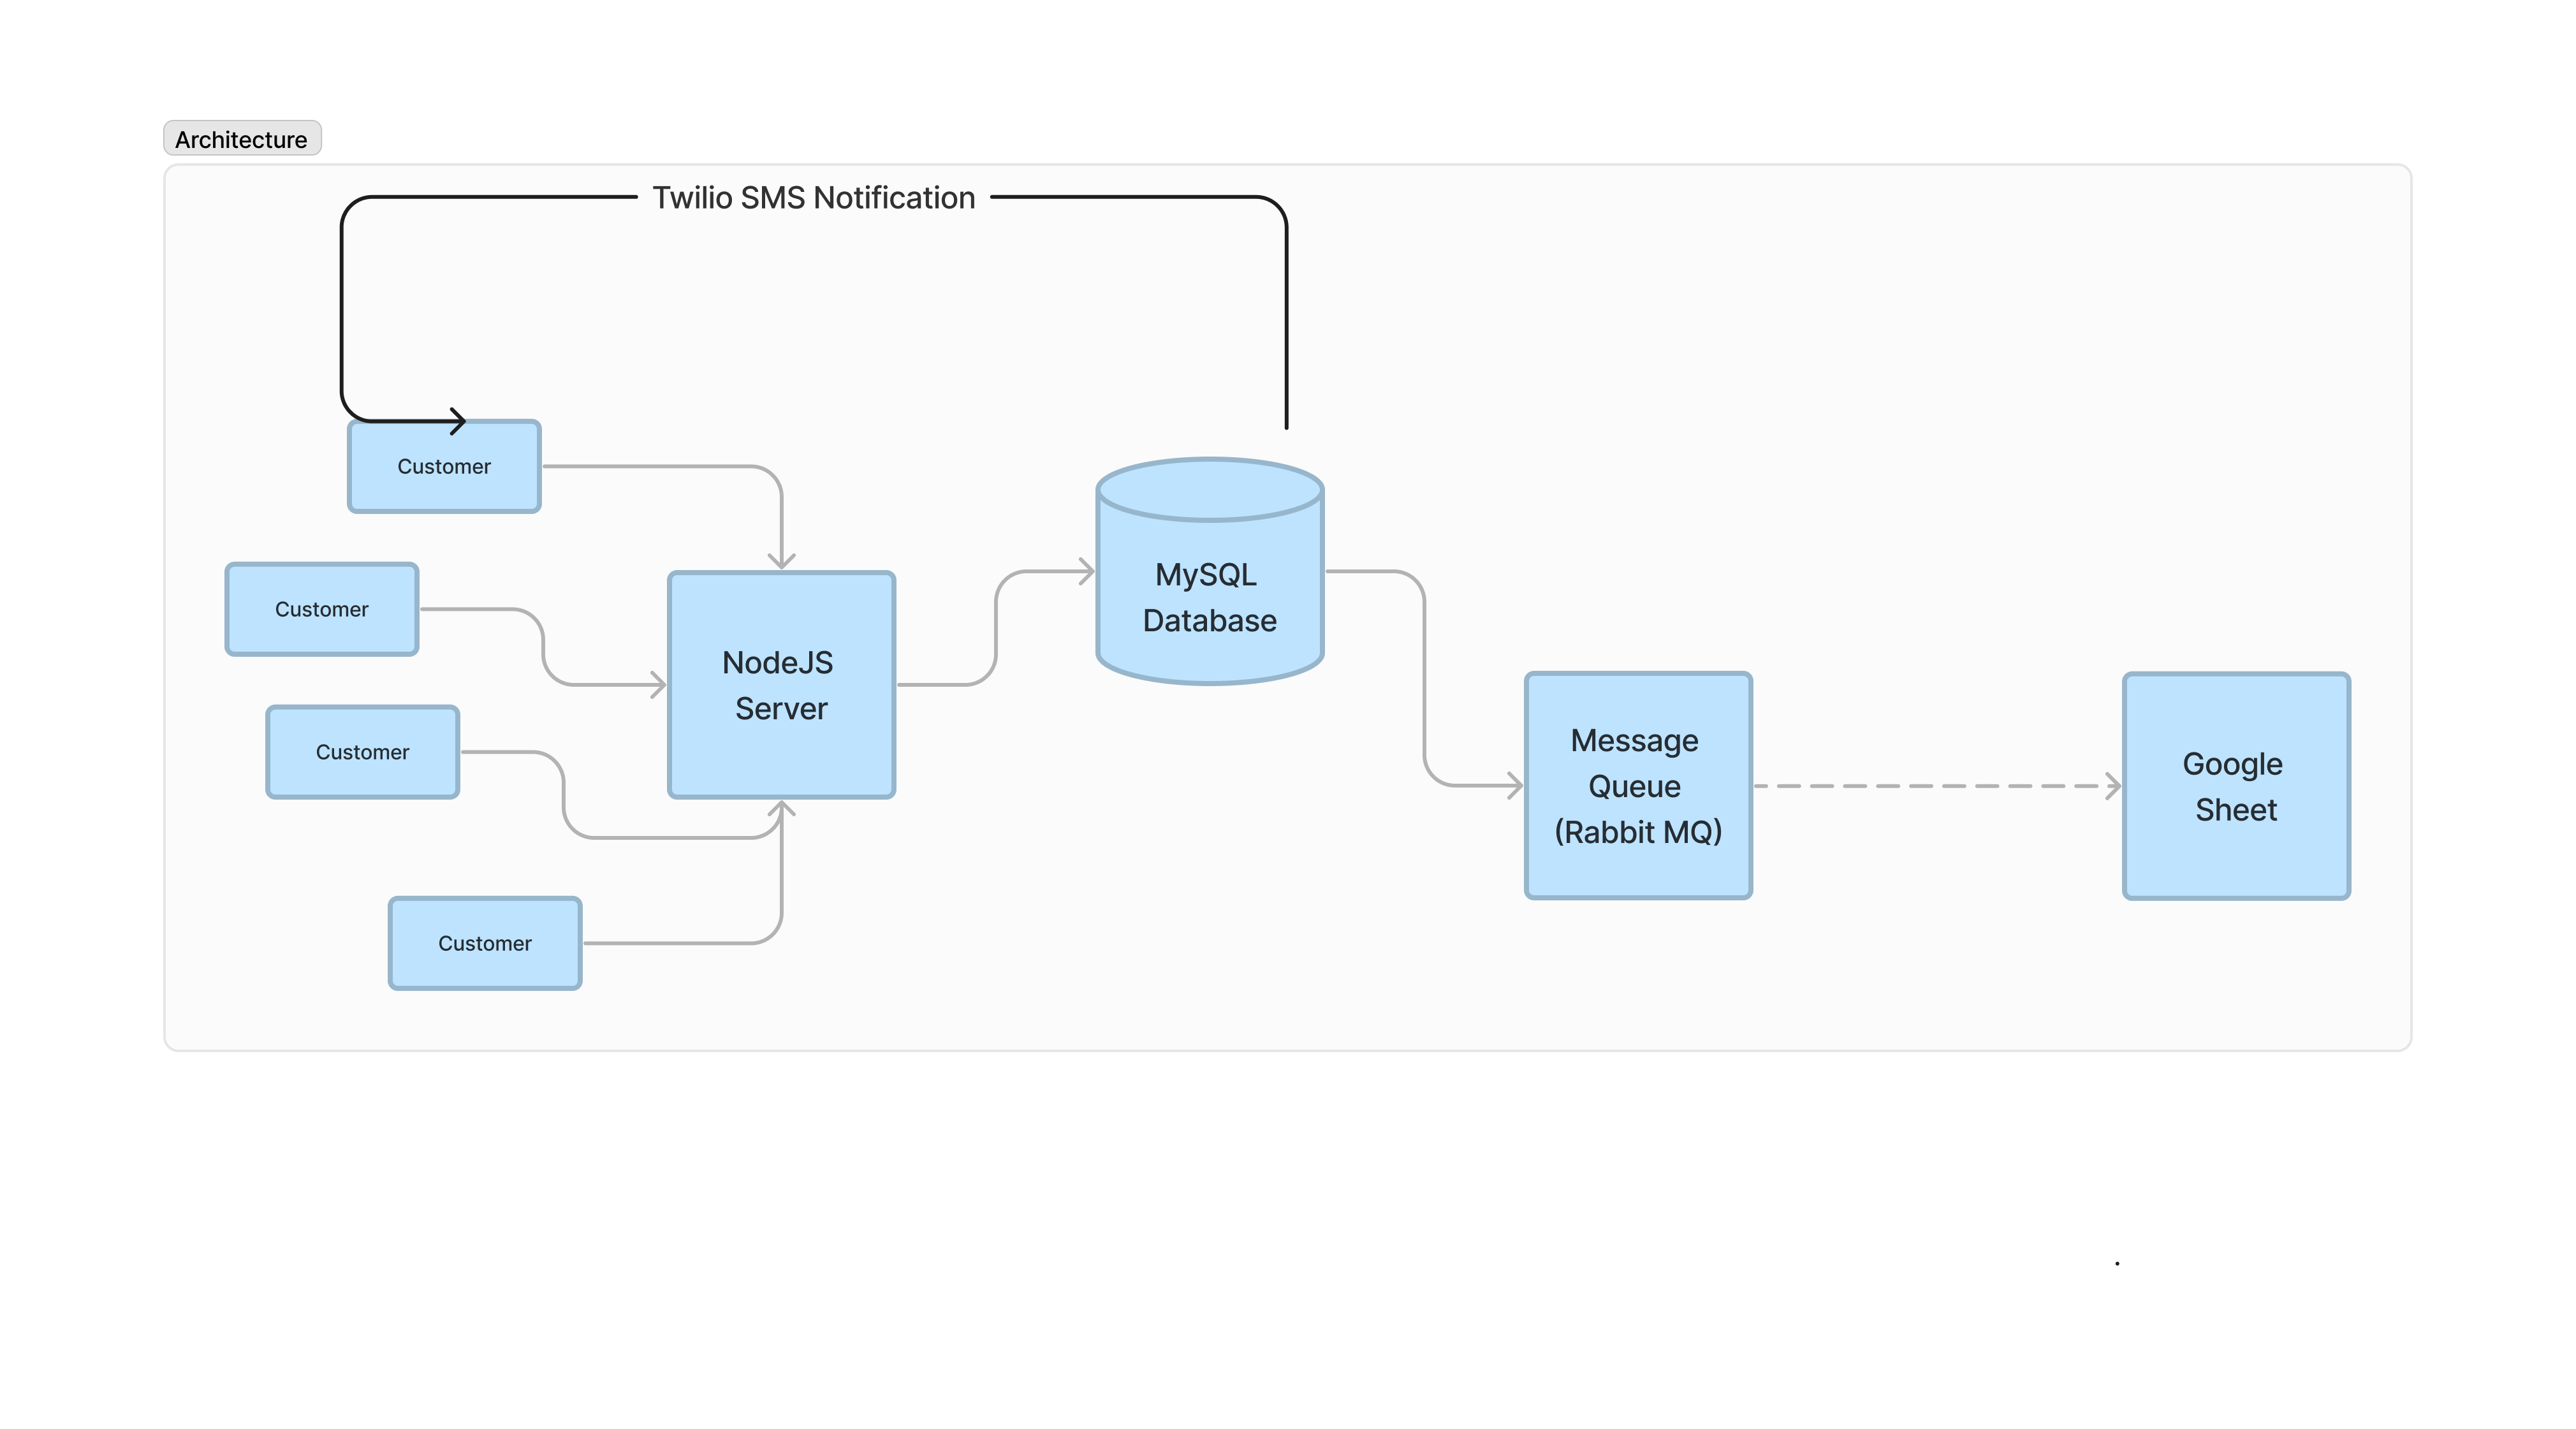 Architecture
Twilio SMS Notification
Customer
Customer
Customer
Customer
NodeJS
Server
MySQL
Database
Message
Queue
(Rabbit MQ)
Google
Sheet